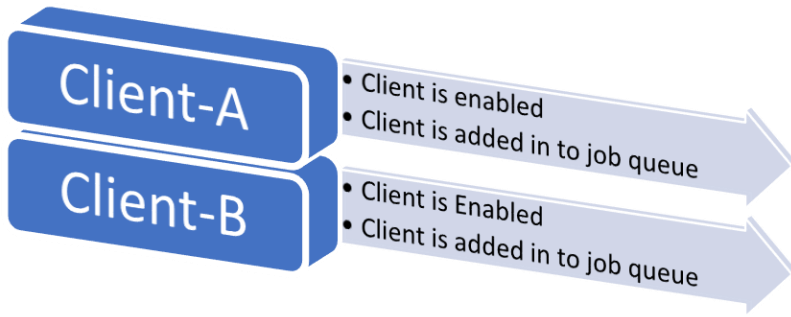 Client-A
• Client is enabled
• Client is added in to job queue
Client-B
• Client is Enabled
• Client is added in to job queue